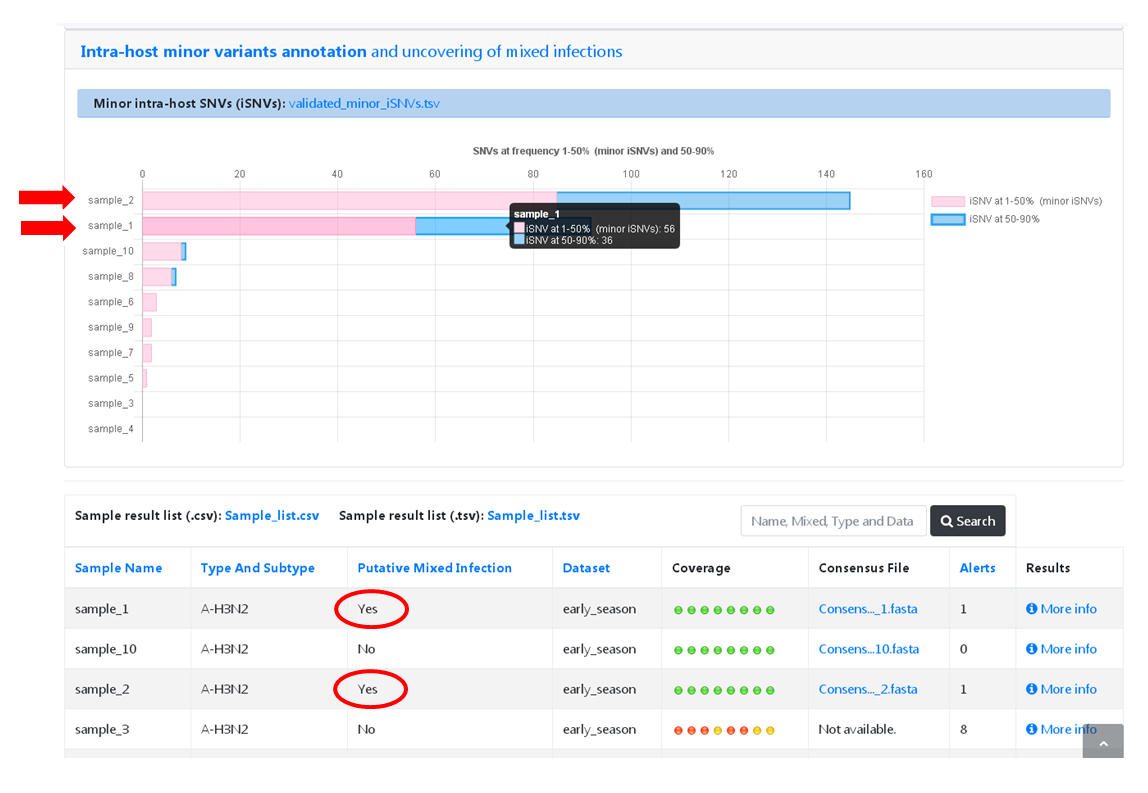 Intra-host minor variants annotation and uncovering of mixed infections
Minor intra-host SNVs (iSNVs): validated_minor_iSNVs.tsv
SNVs at frequency 1-50% (minor iSNVs) and 50-90%
0 20 40 60 80 100 120 140 160
sample_2
sample_1
sample_10
sample_8
sample_6
sample_9
sample_7
sample_5
sample_3
sample_4
sample_1
iSNV at 1-50% (minor iSNVs): 56
iSNV at 50-90%: 36
iSNV at 1-50% (minor iSNVs)
iSNV at 50-90%
Sample result list (.csv): Sample_list.csv Sample result list (.tsv): Sample_list.tsv
Name, Mixed, Type and Data Search
Sample Name Type And Subtype Putative Mixed Infection Dataset Coverage Consensus File Alerts Results
sample_1 A-H3N2 Yes early_season Consens..._1.fasta 1 More info
sample_10 A-H3N2 No early_season Consens...10.fasta 0 More info
sample_2 A-H3N2 Yes early_season Consens..._2.fasta 1 More info
sample_3 A-H3N2 No early_season Not available. 8 More info